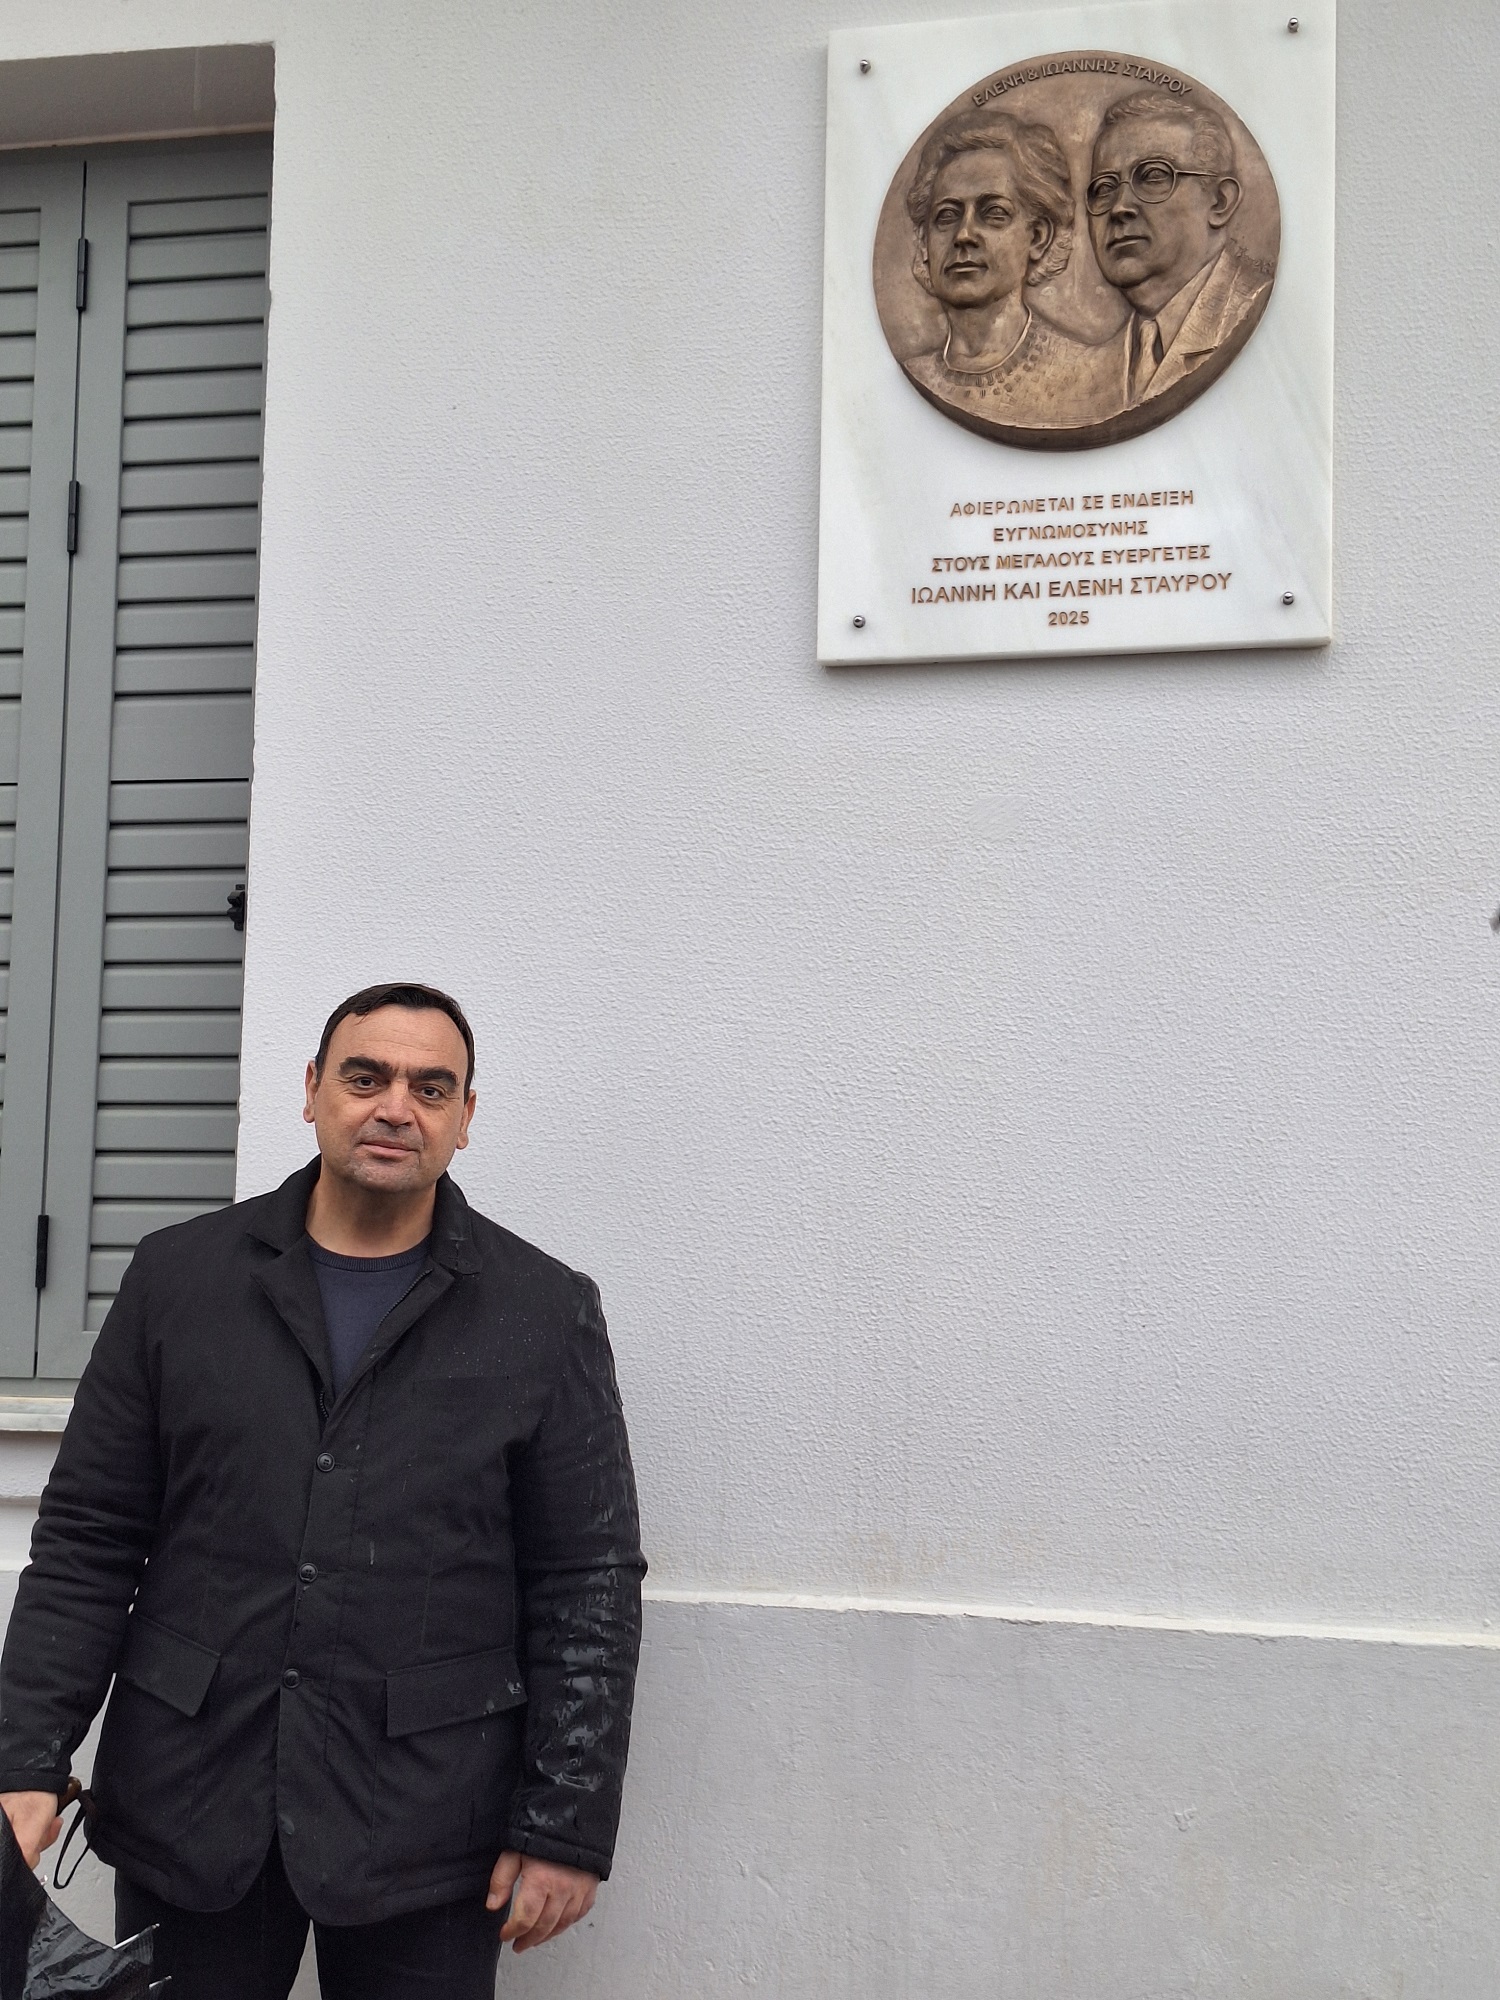 ΕΛΕΝΗ & ΙΩΑΝΝΗΣ ΣΤΑΥΡΟΥ
ΑΦΙΕΡΩΝΕΤΑΙ ΣΕ ΕΝΔΕΙΞΗ
ΕΥΓΝΩΜΟΣΥΝΗΣ
ΣΤΟΥΣ ΜΕΓΑΛΟΥΣ ΕΥΕΡΓΕΤΕΣ
ΙΩΑΝΝΗ ΚΑΙ ΕΛΕΝΗ ΣΤΑΥΡΟΥ
2025